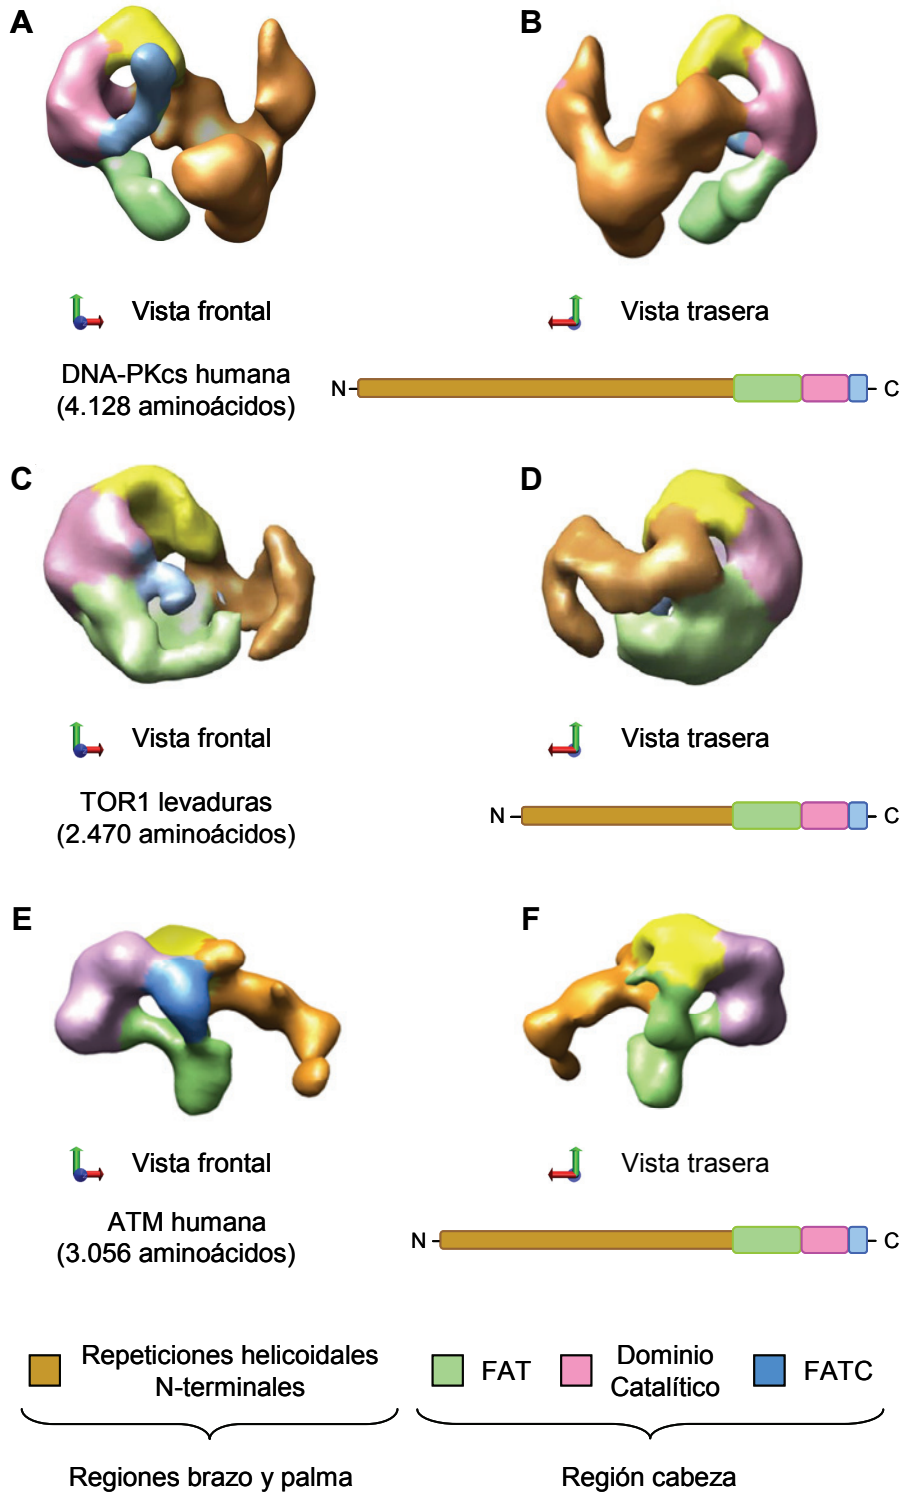 A
B
Vista frontal
Vista trasera
DNA-PKcs humana
(4.128 aminoácidos)
N
C
C
D
Vista frontal
Vista trasera
TOR1 levaduras
(2.470 aminoácidos)
N
C
E
F
Vista frontal
Vista trasera
ATM humana
(3.056 aminoácidos)
N
C
Repeticiones helicoidales
N-terminales
FAT
Dominio
Catalítico
FATC
Regiones brazo y palma
Región cabeza